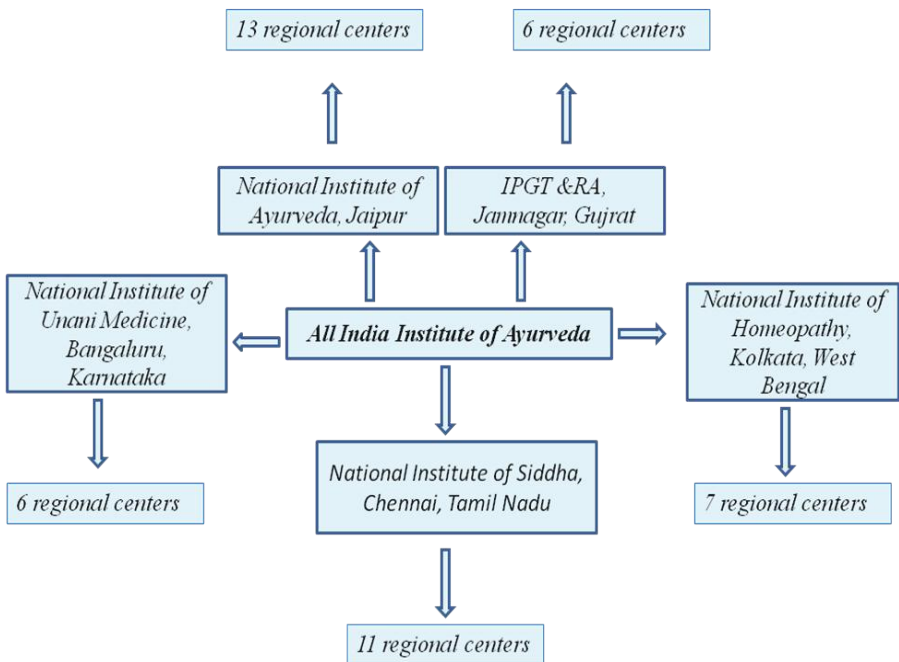 13 regional centers
6 regional centers
National Institute of
Ayurveda, Jaipur
IPGT &RA,
Jamnagar, Gujrat
National Institute of
Unani Medicine,
Bangaluru,
Karnataka
All India Institute of Ayurveda
National Institute of
Homeopathy,
Kolkata, West
Bengal
National Institute of Siddha,
Chennai, Tamil Nadu
6 regional centers
7 regional centers
11 regional centers